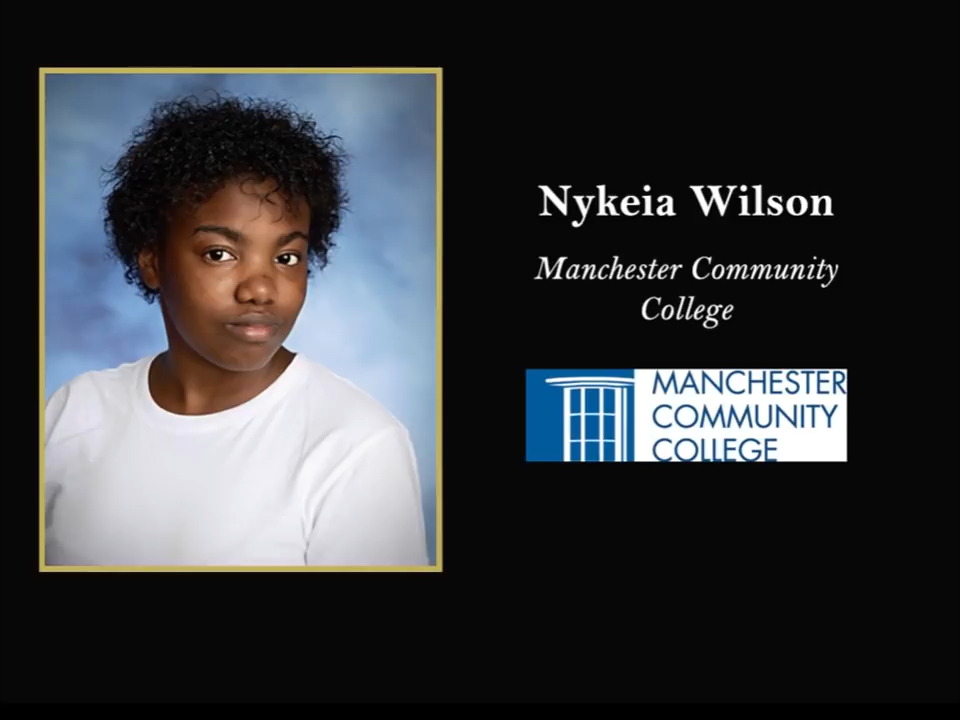 Nykeia Wilson
Manchester Community
College
MANCHESTER
COMMUNITY
COLLEGE